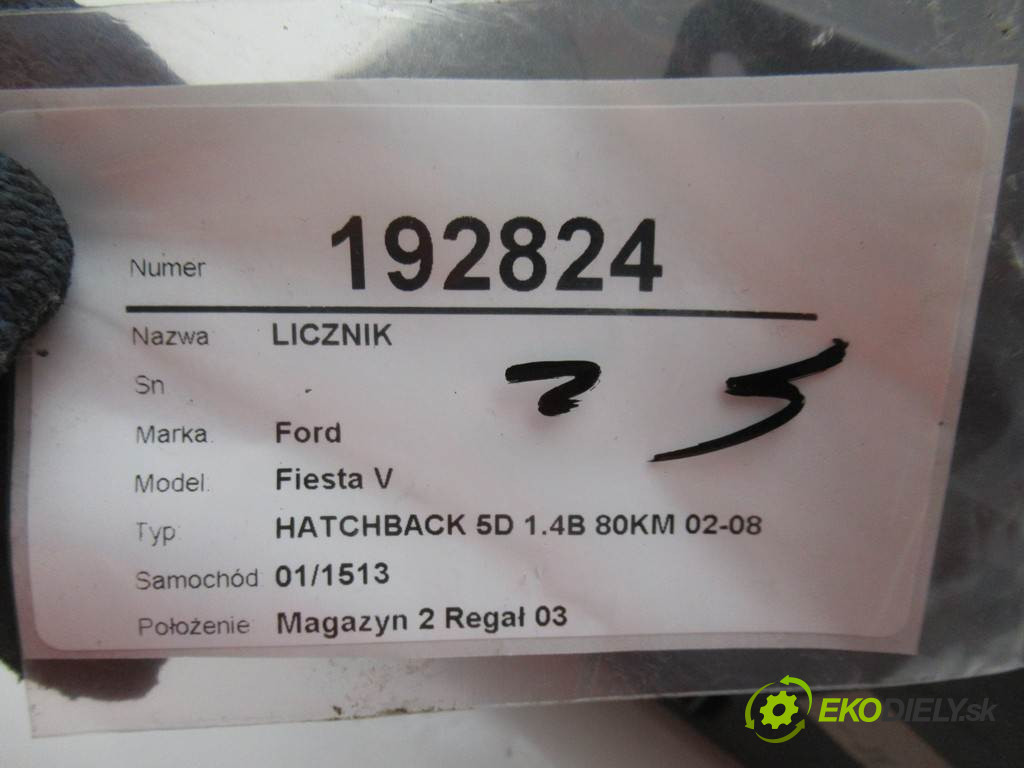 Numer 192824
Nazwa LICZNIK
Sn
Marka. Ford
Model. Fiesta V
Typ HATCHBACK 5D 1.4B 80KM 02-08
Samochód: 01/1513
Położenie: Magazyn 2 Regał 03
EKODIELY.sk